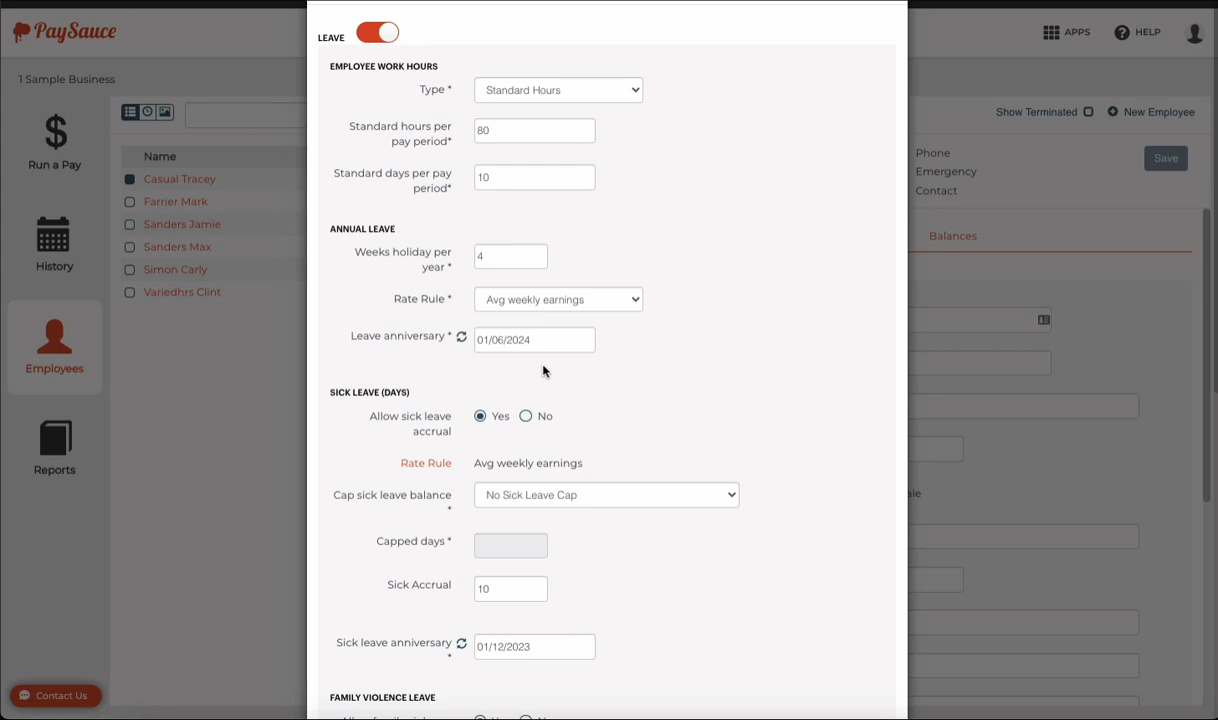 PaySauce
APPS
HELP
1 Sample Business
Run a Pay
History
Employees
Reports
Contact Us
Name
Casual Tracey
Farrier Mark
Sanders Jamie
Sanders Max
Simon Carly
Variedhrs Clint
LEAVE
EMPLOYEE WORK HOURS
Type *
Standard Hours
Standard hours per
pay period*
80
Standard days per pay
period*
10
ANNUAL LEAVE
Weeks holiday per
year *
4
Rate Rule *
Avg weekly earnings
Leave anniversary *
01/06/2024
SICK LEAVE (DAYS)
Allow sick leave
accrual
Yes
No
Rate Rule
Avg weekly earnings
Cap sick leave balance
*
No Sick Leave Cap
Capped days *
Sick Accrual
10
Sick leave anniversary
*
01/12/2023
FAMILY VIOLENCE LEAVE
Show Terminated
New Employee
Phone
Emergency
Contact
Save
Balances